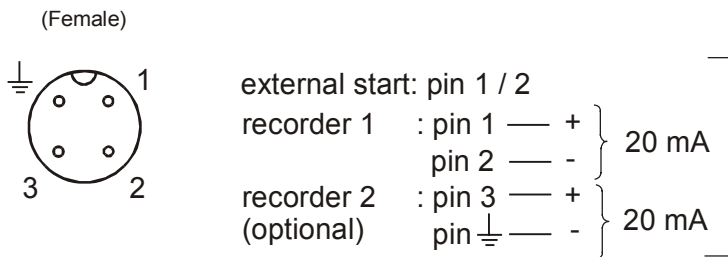 (Female)
1
3 2
external start: pin 1 / 2
recorder 1 : pin 1 — +
pin 2 — -
20 mA
recorder 2 : pin 3 — +
(optional) pin ⏚ — -
20 mA